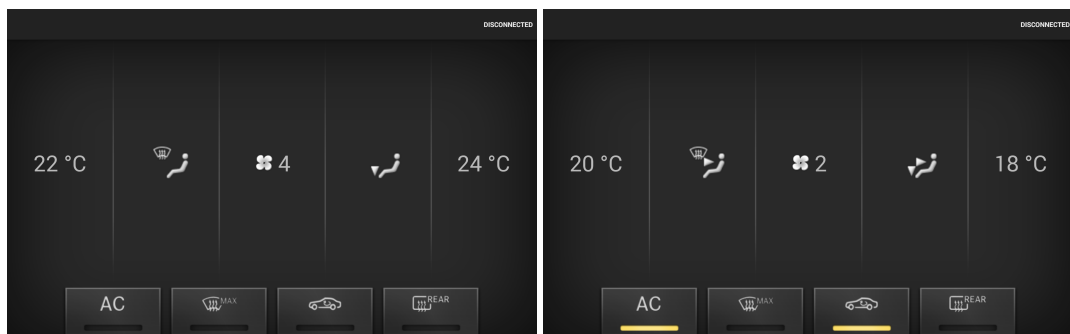 DISCONNECTED
22 °C
4
24 °C
AC
MAX
REAR
DISCONNECTED
20 °C
2
18 °C
AC
MAX
REAR